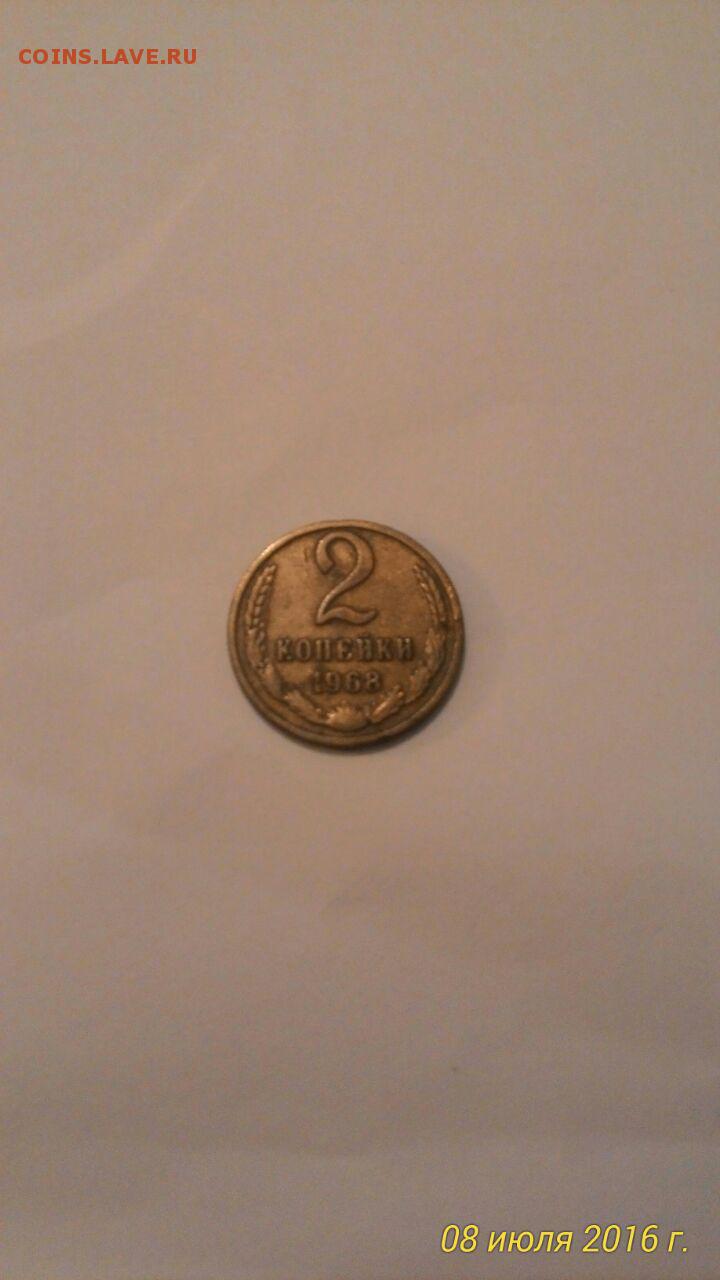 COINS.LAVE.RU
2
КОПЕЙКИ
1968
08 июля 2016 г.